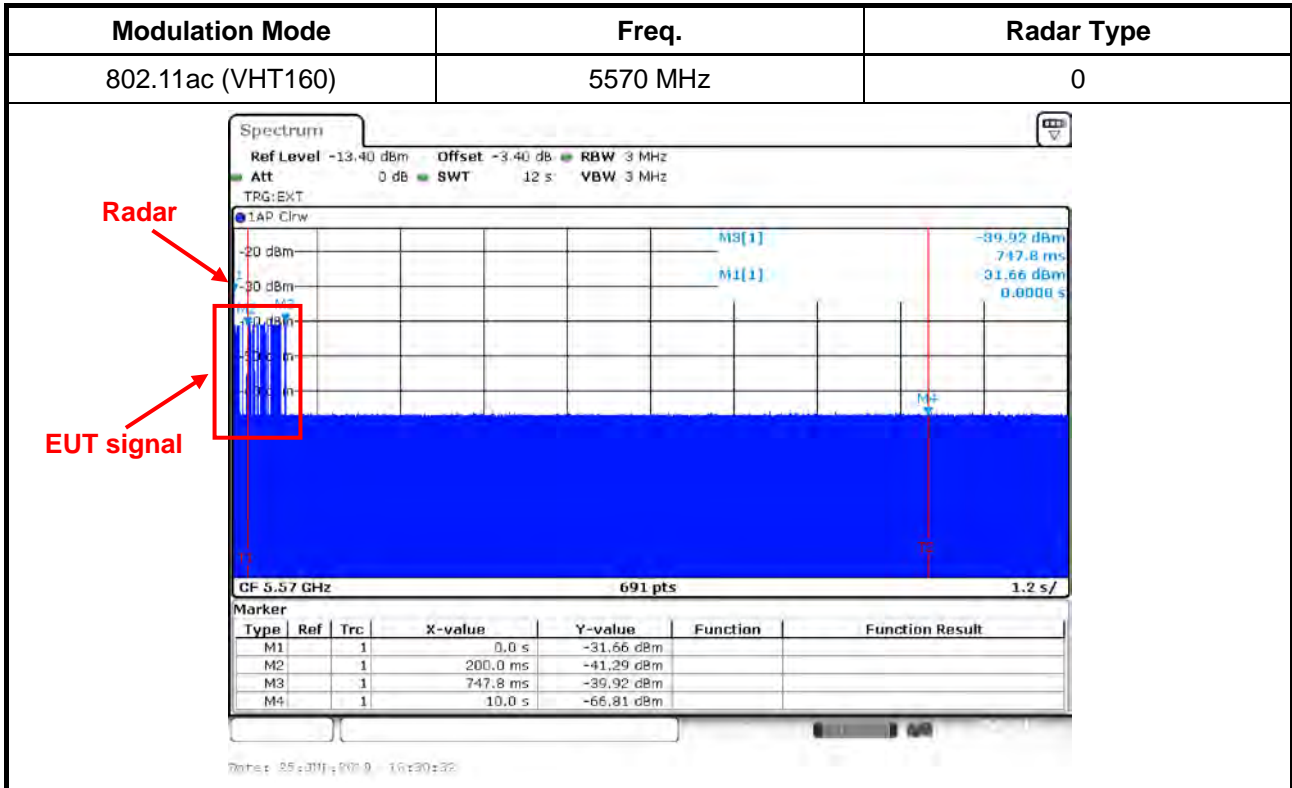 Modulation Mode Freq. Radar Type
802.11ac (VHT160) 5570 MHz 0
Spectrum
Ref Level -13.40 dBm Offset -3.40 dB RBW 3 MHz
Att 0 dB SWT 12 s VBW 3 MHz
TRG:EXT
1AP Clrw
Radar
M3[1] -39.92 dBm
747.8 ms
M1[1] 31.66 dBm
0.0000 s
-20 dBm
-30 dBm
M4
EUT signal
CF 5.57 GHz 691 pts 1.2 s/
Marker
Type Ref Trc X-value Y-value Function Function Result
M1 1 0.0 s -31.66 dBm
M2 1 200.0 ms -41.29 dBm
M3 1 747.8 ms -39.92 dBm
M4 1 10.0 s -66.81 dBm